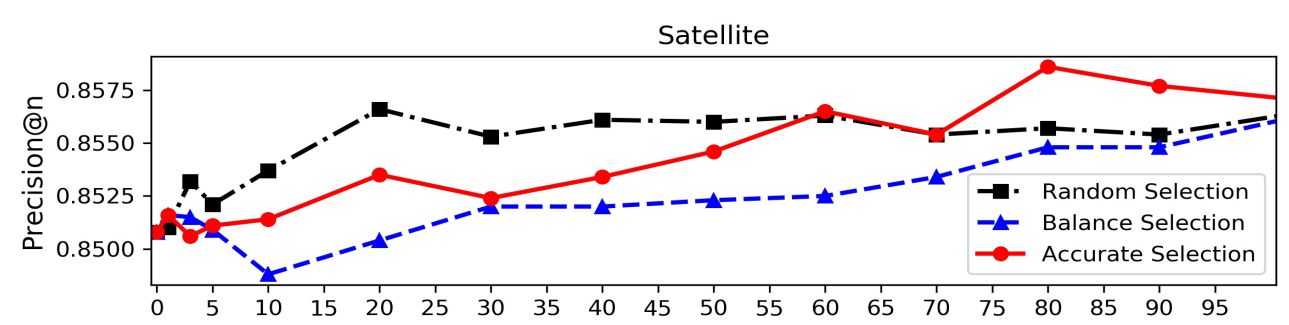 Satellite
Precision@n
0.8575
0.8550
0.8525
0.8500
0 5 10 15 20 25 30 35 40 45 50 55 60 65 70 75 80 85 90 95
Random Selection
Balance Selection
Accurate Selection